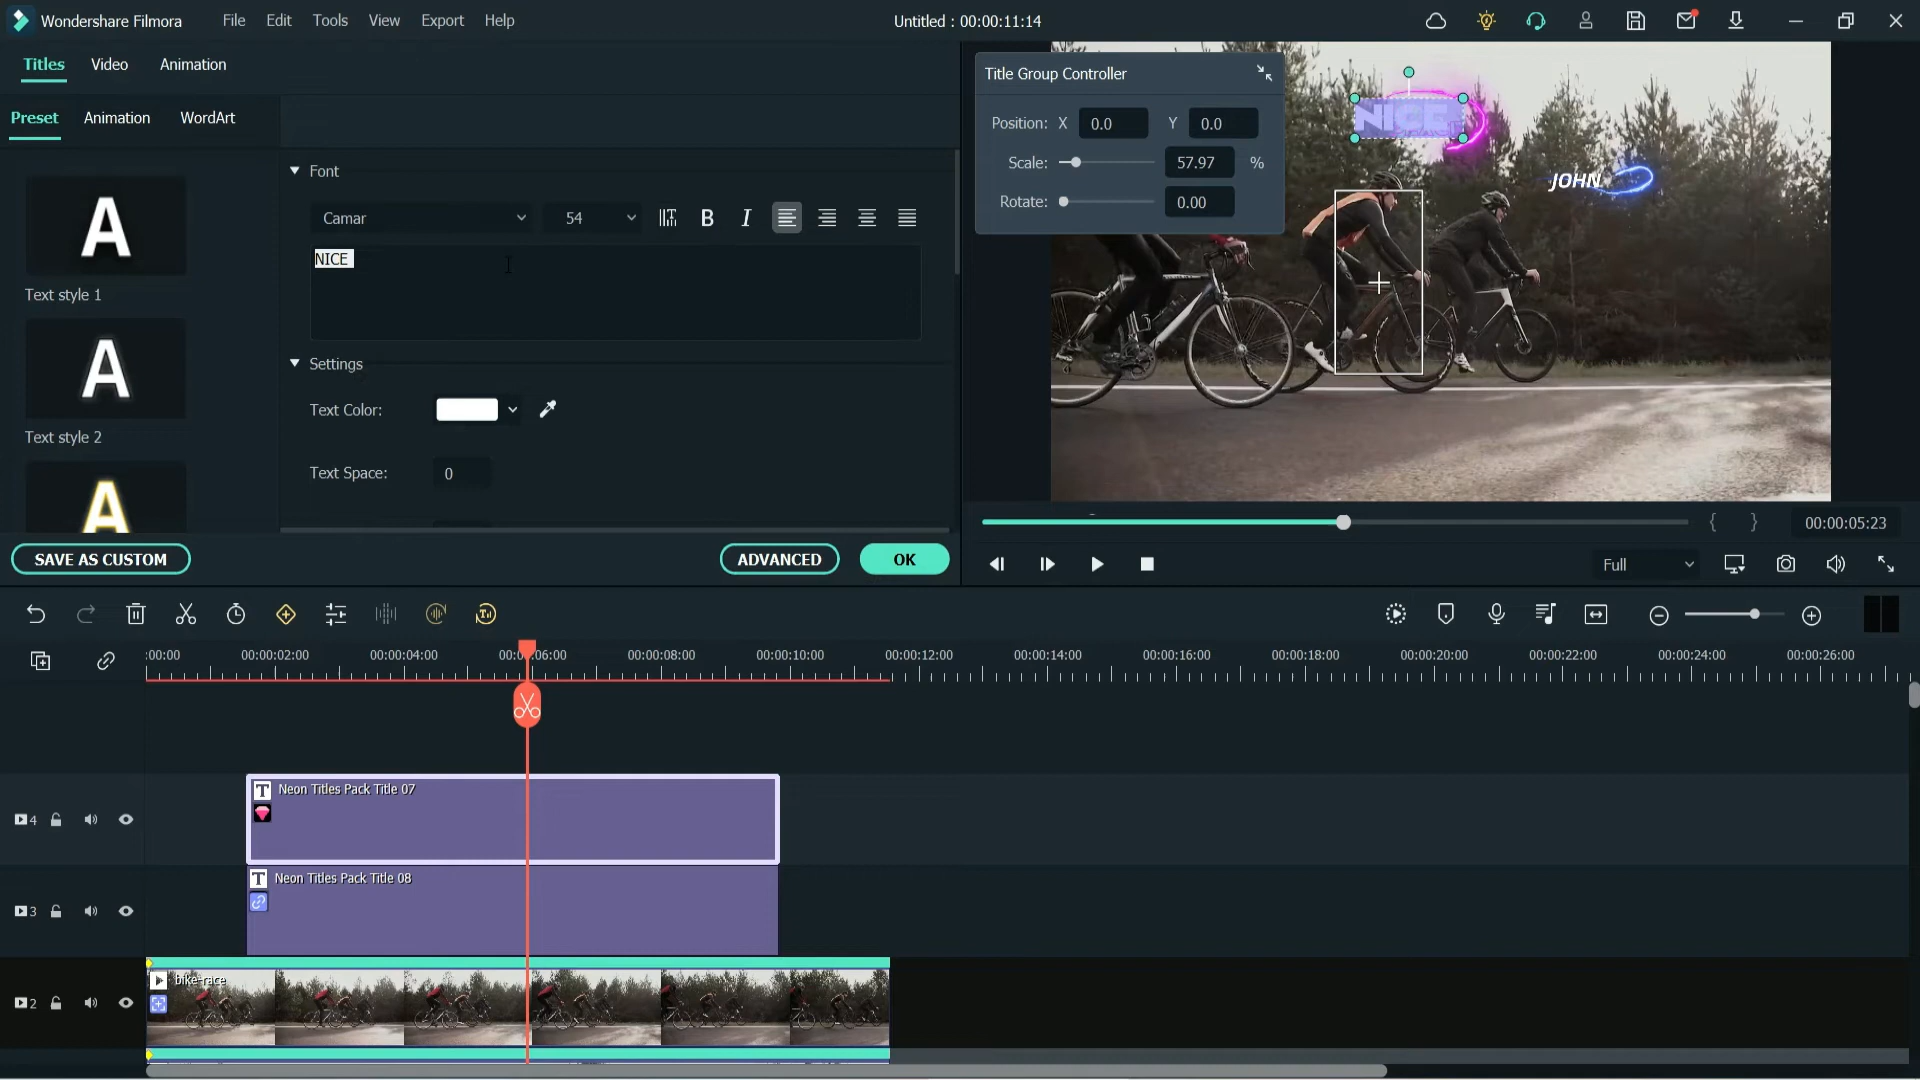 Wondershare Filmora File Edit Tools View Export Help Untitled : 00:00:11:14
Titles Video Animation
Preset Animation WordArt
Font
Camar 54 B I
NICE
Settings
Text Color:
Text Space: 0
A
Text style 1
A
Text style 2
A
SAVE AS CUSTOM ADVANCED OK
Title Group Controller
Position: X 0.0 Y 0.0
Scale: 57.97 %
Rotate: 0.00
NICE
JOHN
{ } 00:00:05:23
Full
:00:00 00:00:02:00 00:00:04:00 00:00:06:00 00:00:08:00 00:00:10:00 00:00:12:00 00:00:14:00 00:00:16:00 00:00:18:00 00:00:20:00 00:00:22:00 00:00:24:00 00:00:26:00
4 T Neon Titles Pack Title 07
3 T Neon Titles Pack Title 08
2 bike-race